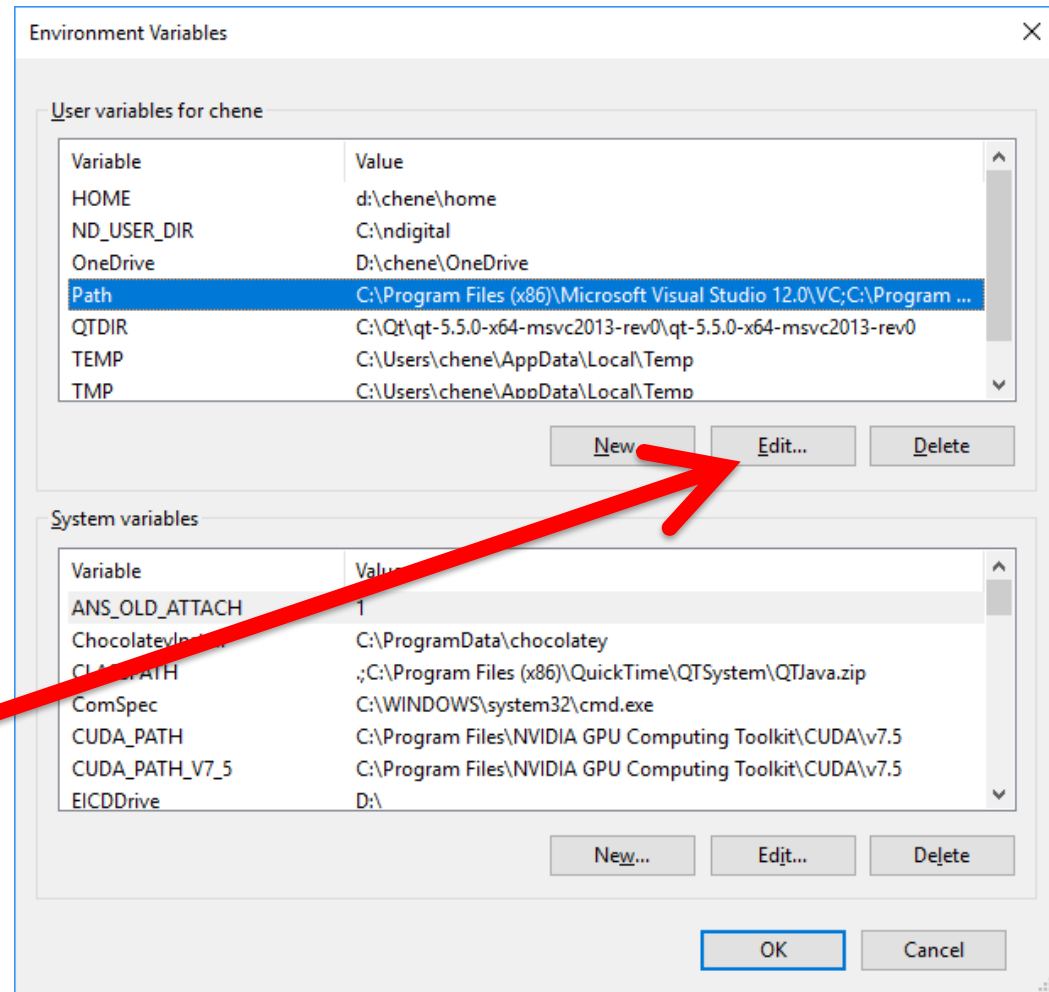 Environment Variables
User variables for chene
Variable Value
HOME d:\chene\home
ND_USER_DIR C:\ndigital
OneDrive D:\chene\OneDrive
Path C:\Program Files (x86)\Microsoft Visual Studio 12.0\VC;C:\Program ...
QTDIR C:\Qt\qt-5.5.0-x64-msvc2013-rev0\qt-5.5.0-x64-msvc2013-rev0
TEMP C:\Users\chene\AppData\Local\Temp
TMP C:\Users\chene\AppData\Local\Temp
New Edit... Delete
System variables
Variable Value
ANS_OLD_ATTACH 1
C:\ProgramData\chocolatey
.;C:\Program Files (x86)\QuickTime\QTSystem\QTJava.zip
ComSpec C:\WINDOWS\system32\cmd.exe
CUDA_PATH C:\Program Files\NVIDIA GPU Computing Toolkit\CUDA\v7.5
CUDA_PATH_V7_5 C:\Program Files\NVIDIA GPU Computing Toolkit\CUDA\v7.5
EICDDrive D:\
New... Edit... Delete
OK Cancel